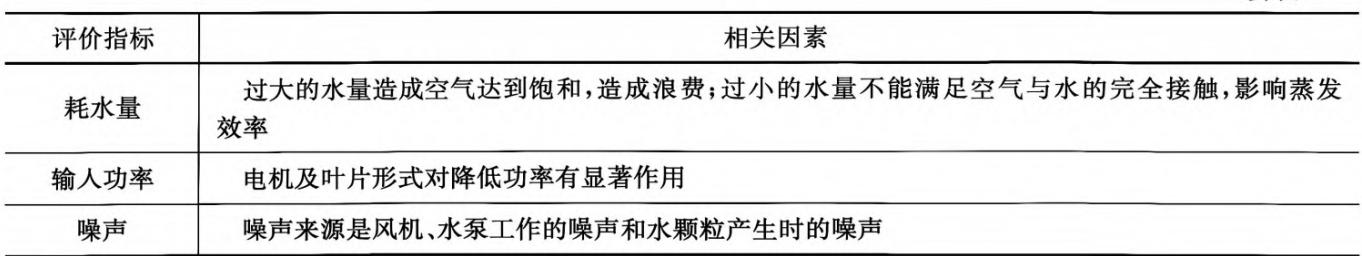 评价指标 相关因素
耗水量 过大的水量造成空气达到饱和,造成浪费;过小的水量不能满足空气与水的完全接触,影响蒸发
效率
输人功率 电机及叶片形式对降低功率有显著作用
噪声 噪声来源是风机、水泵工作的噪声和水颗粒产生时的噪声